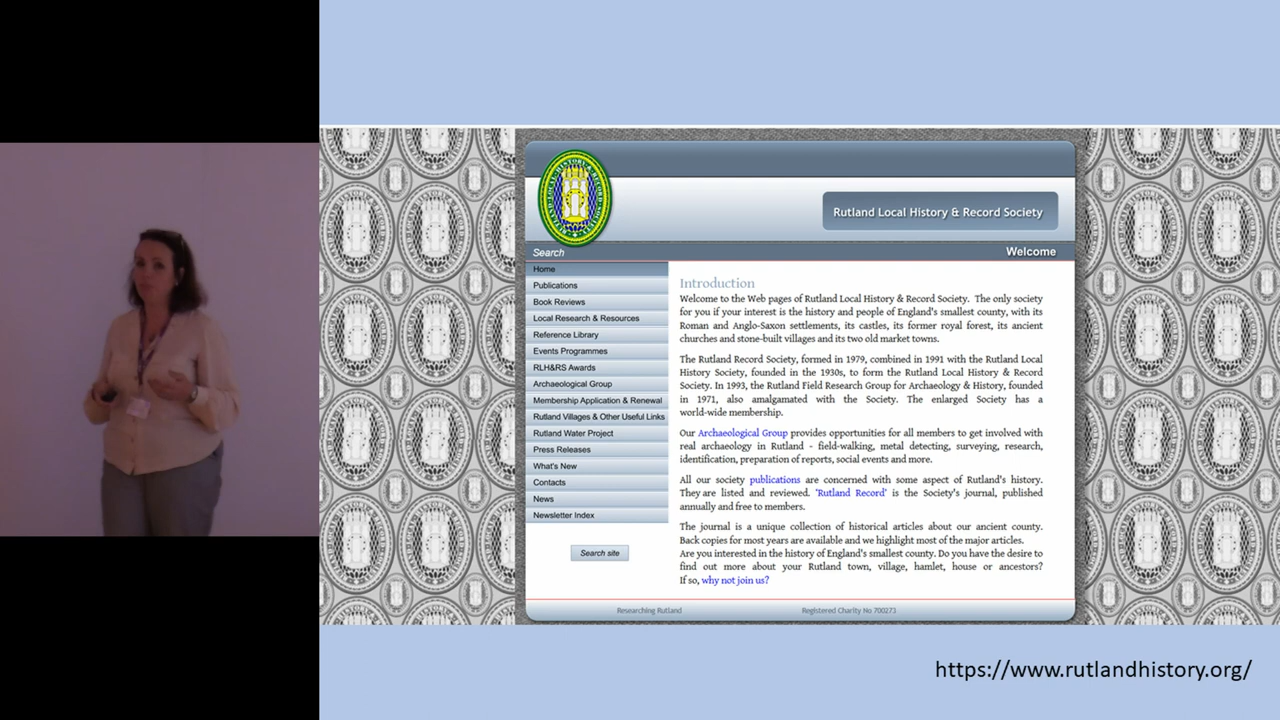 Rutland Local History & Record Society
Search
Welcome
Home
Publications
Book Reviews
Local Research & Resources
Reference Library
Events Programmes
RLH&RS Awards
Archaeological Group
Membership Application & Renewal
Rutland Villages & Other Useful Links
Rutland Water Project
Press Releases
What's New
Contacts
News
Newsletter Index
Search site
Introduction
Welcome to the Web pages of Rutland Local History & Record Society. The only society
for you if your interest is the history and people of England's smallest county, with its
Roman and Anglo-Saxon settlements, its castles, its former royal forest, its ancient
churches and stone-built villages and its two old market towns.
The Rutland Record Society, formed in 1979, combined in 1991 with the Rutland Local
History Society, founded in the 1930s, to form the Rutland Local History & Record
Society. In 1993, the Rutland Field Research Group for Archaeology & History, founded
in 1971, also amalgamated with the Society. The enlarged Society has a
world-wide membership.
Our Archaeological Group provides opportunities for all members to get involved with
real archaeology in Rutland - field-walking, metal detecting, surveying, research,
identification, preparation of reports, social events and more.
All our society publications are concerned with some aspect of Rutland's history.
They are listed and reviewed. 'Rutland Record' is the Society's journal, published
annually and free to members.
The journal is a unique collection of historical articles about our ancient county.
Back copies for most years are available and we highlight most of the major articles.
Are you interested in the history of England's smallest county. Do you have the desire to
find out more about your Rutland town, village, hamlet, house or ancestors?
If so, why not join us?
Researching Rutland
Registered Charity No 700273
https://www.rutlandhistory.org/